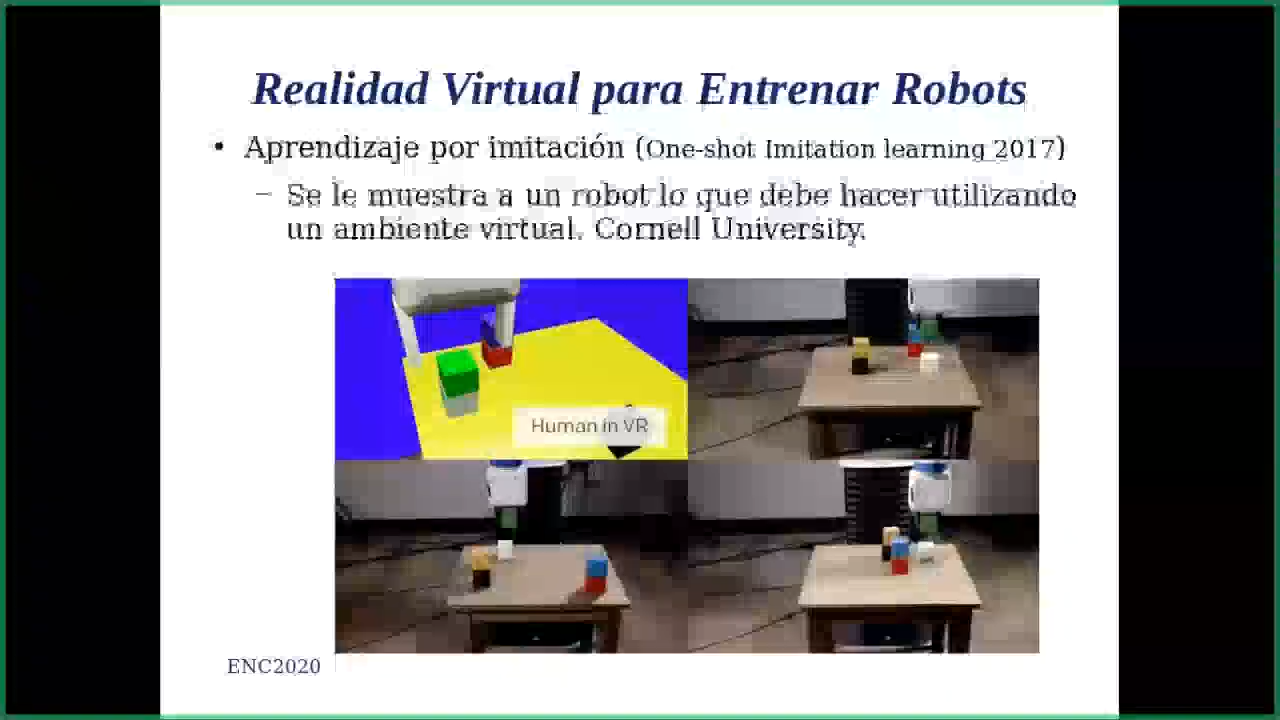 Realidad Virtual para Entrenar Robots
• Aprendizaje por imitación (One-shot Imitation learning 2017)
– Se le muestra a un robot lo que debe hacer utilizando
un ambiente virtual. Cornell University.
Human in VR
ENC2020